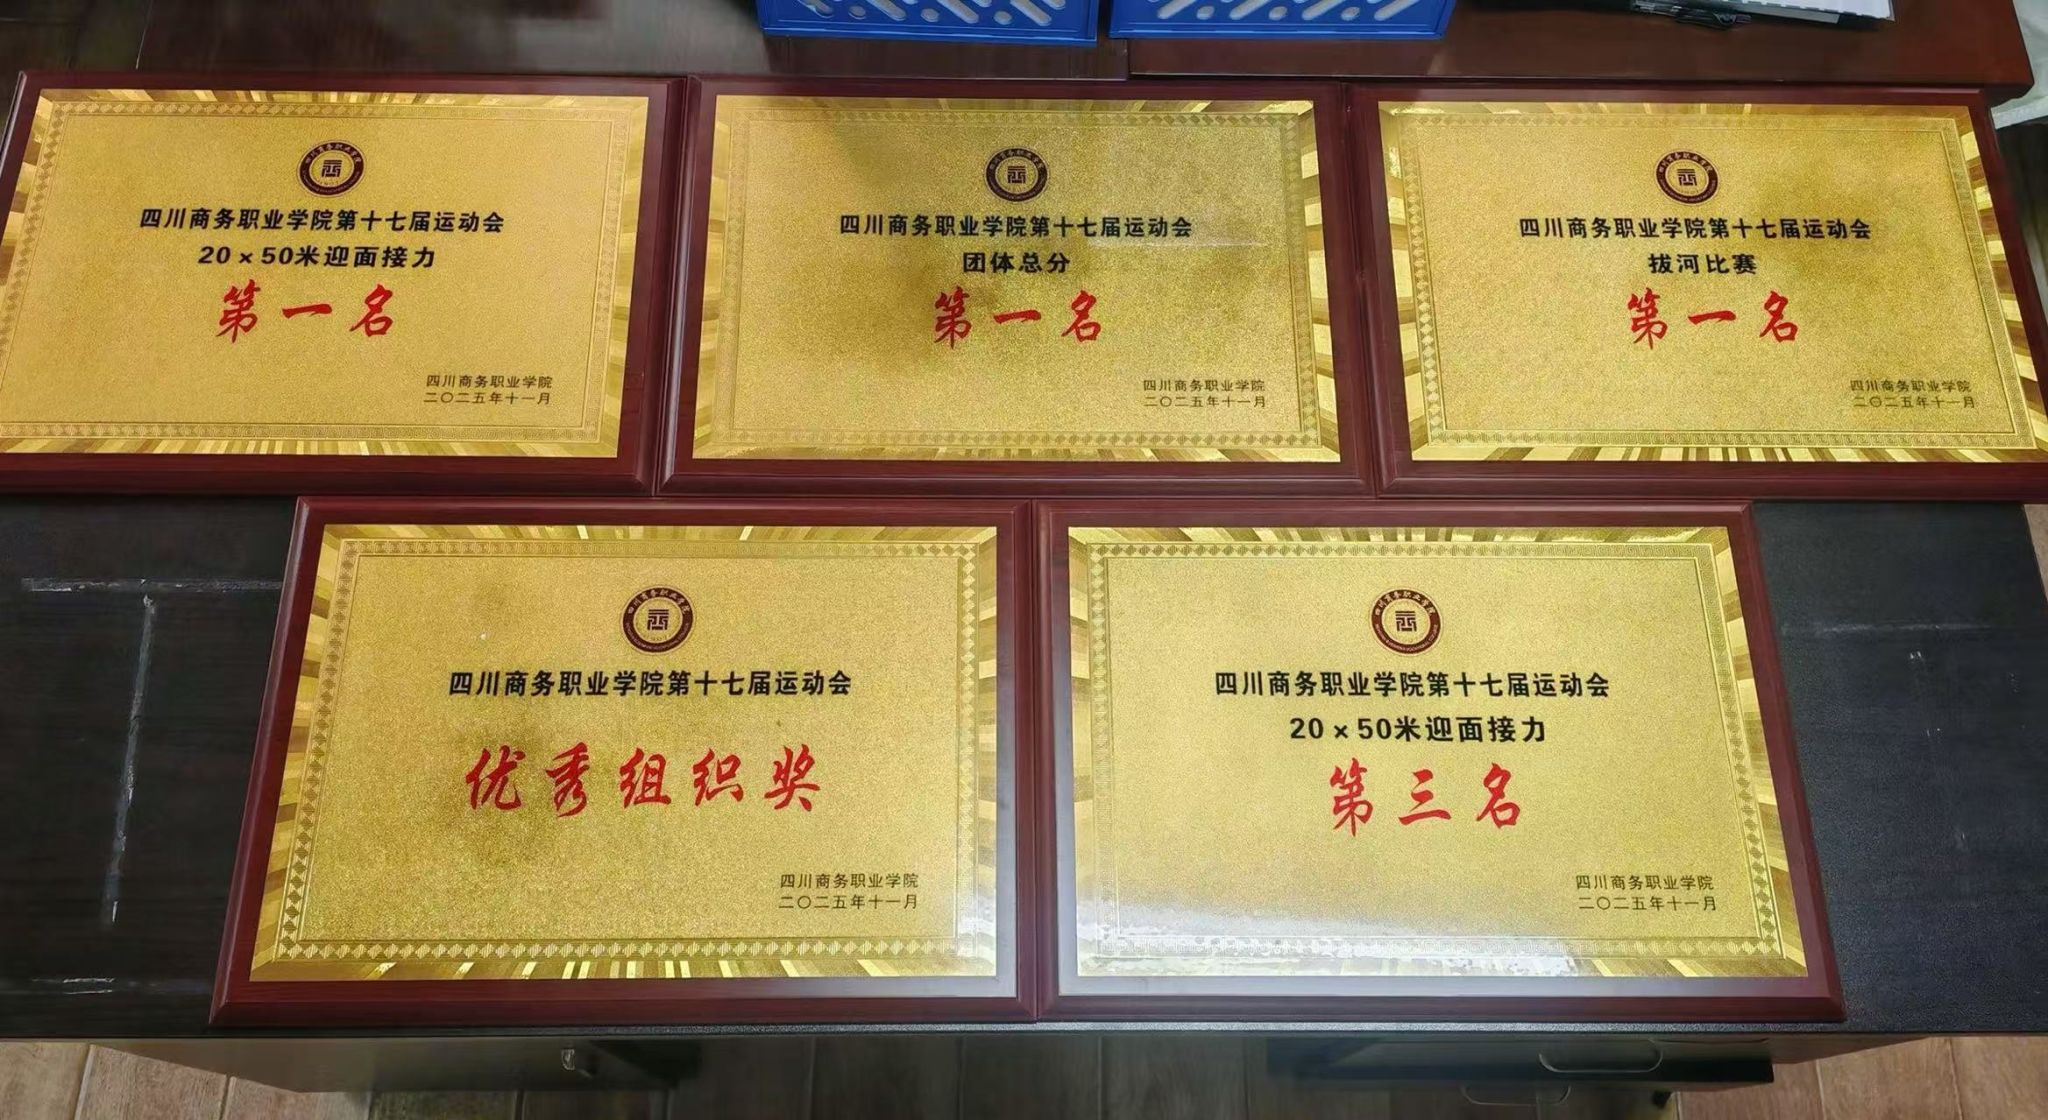 四川商务职业学院第十七届运动会
20×50米迎面接力
第一名
四川商务职业学院
二〇二五年十一月
四川商务职业学院第十七届运动会
团体总分
第一名
四川商务职业学院
二〇二五年十一月
四川商务职业学院第十七届运动会
拔河比赛
第一名
四川商务职业学院
二〇二五年十一月
四川商务职业学院第十七届运动会
优秀组织奖
四川商务职业学院
二〇二五年十一月
四川商务职业学院第十七届运动会
20×50米迎面接力
第三名
四川商务职业学院
二〇二五年十一月